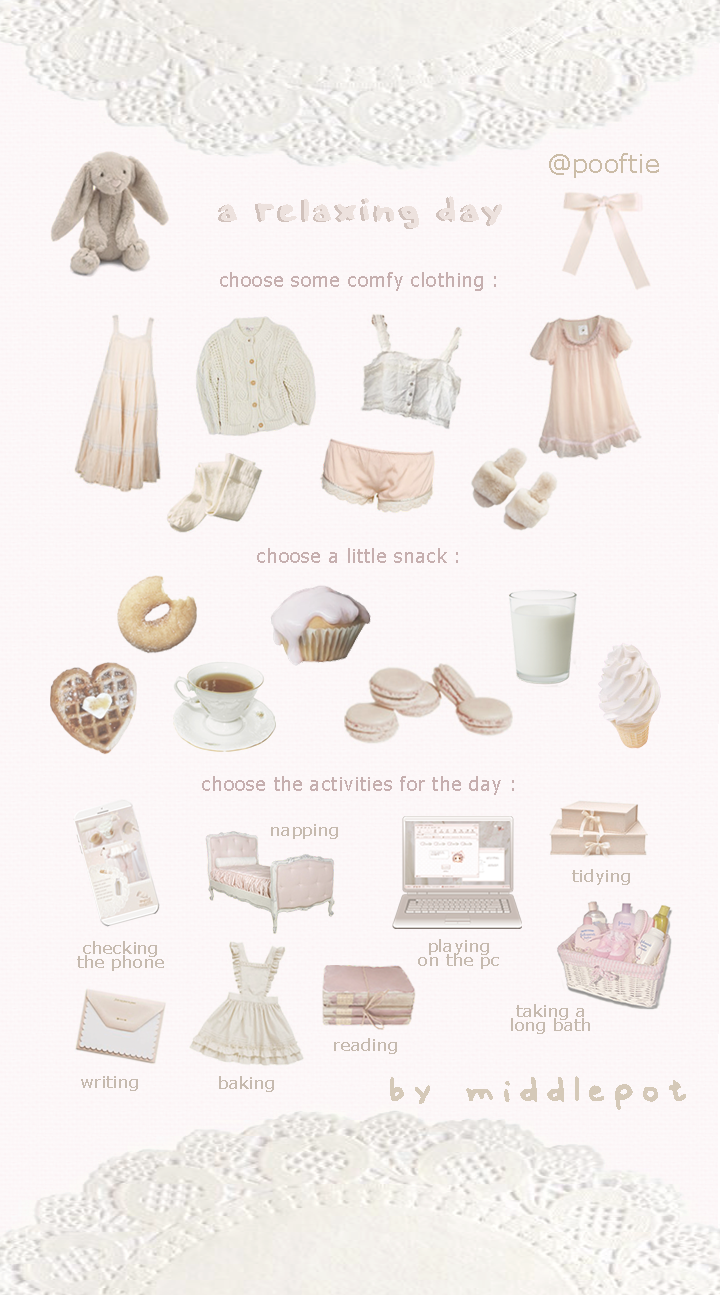 @pooftie
a relaxing day
choose some comfy clothing :
choose a little snack :
choose the activities for the day :
napping
tidying
checking
the phone
playing
on the pc
taking a
long bath
reading
writing
baking
by middlepot